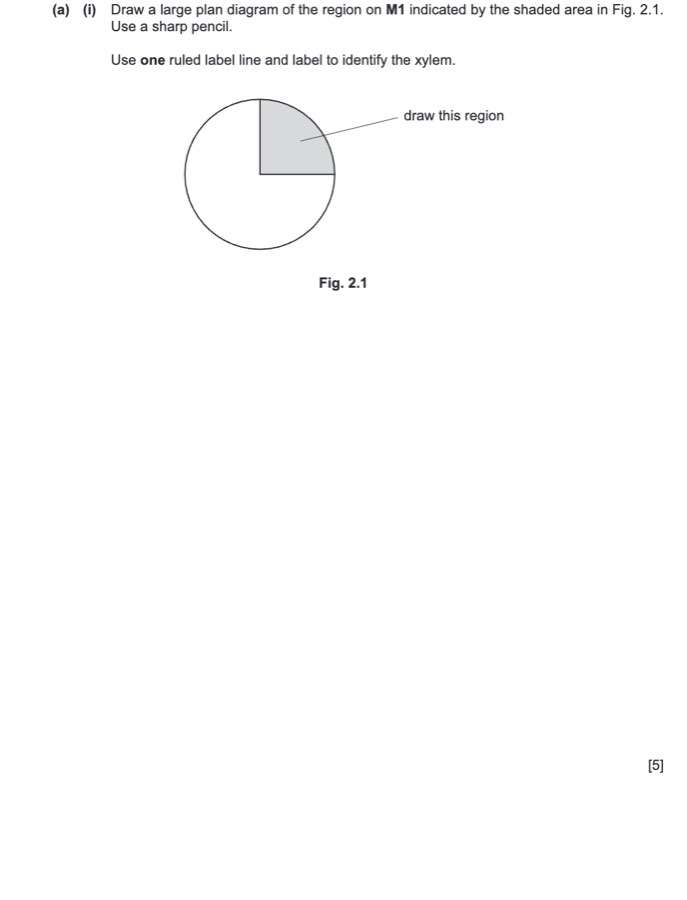 (a) (i) Draw a large plan diagram of the region on M1 indicated by the shaded area in Fig. 2.1.
Use a sharp pencil.
Use one ruled label line and label to identify the xylem.
draw this region
Fig. 2.1
[5]